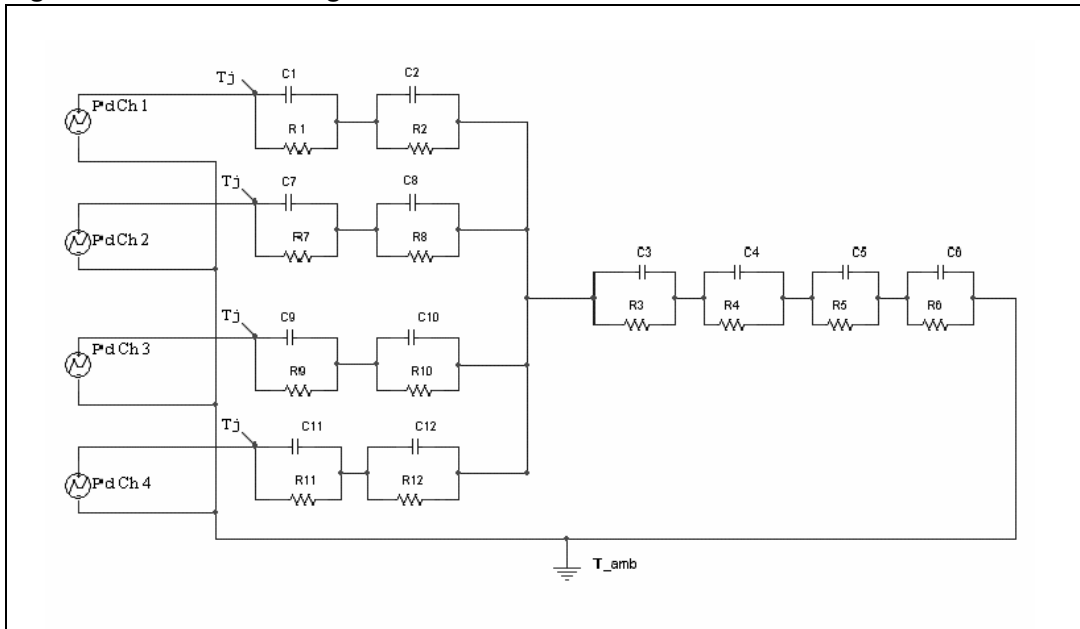 Tj
C1
C2
PdCh1
R1
R2
Tj
C7
C8
PdCh2
R7
R8
C3
C4
C5
C6
R3
R4
R5
R6
Tj
C9
C10
PdCh3
R9
R10
Tj
C11
C12
PdCh4
R11
R12
T_amb